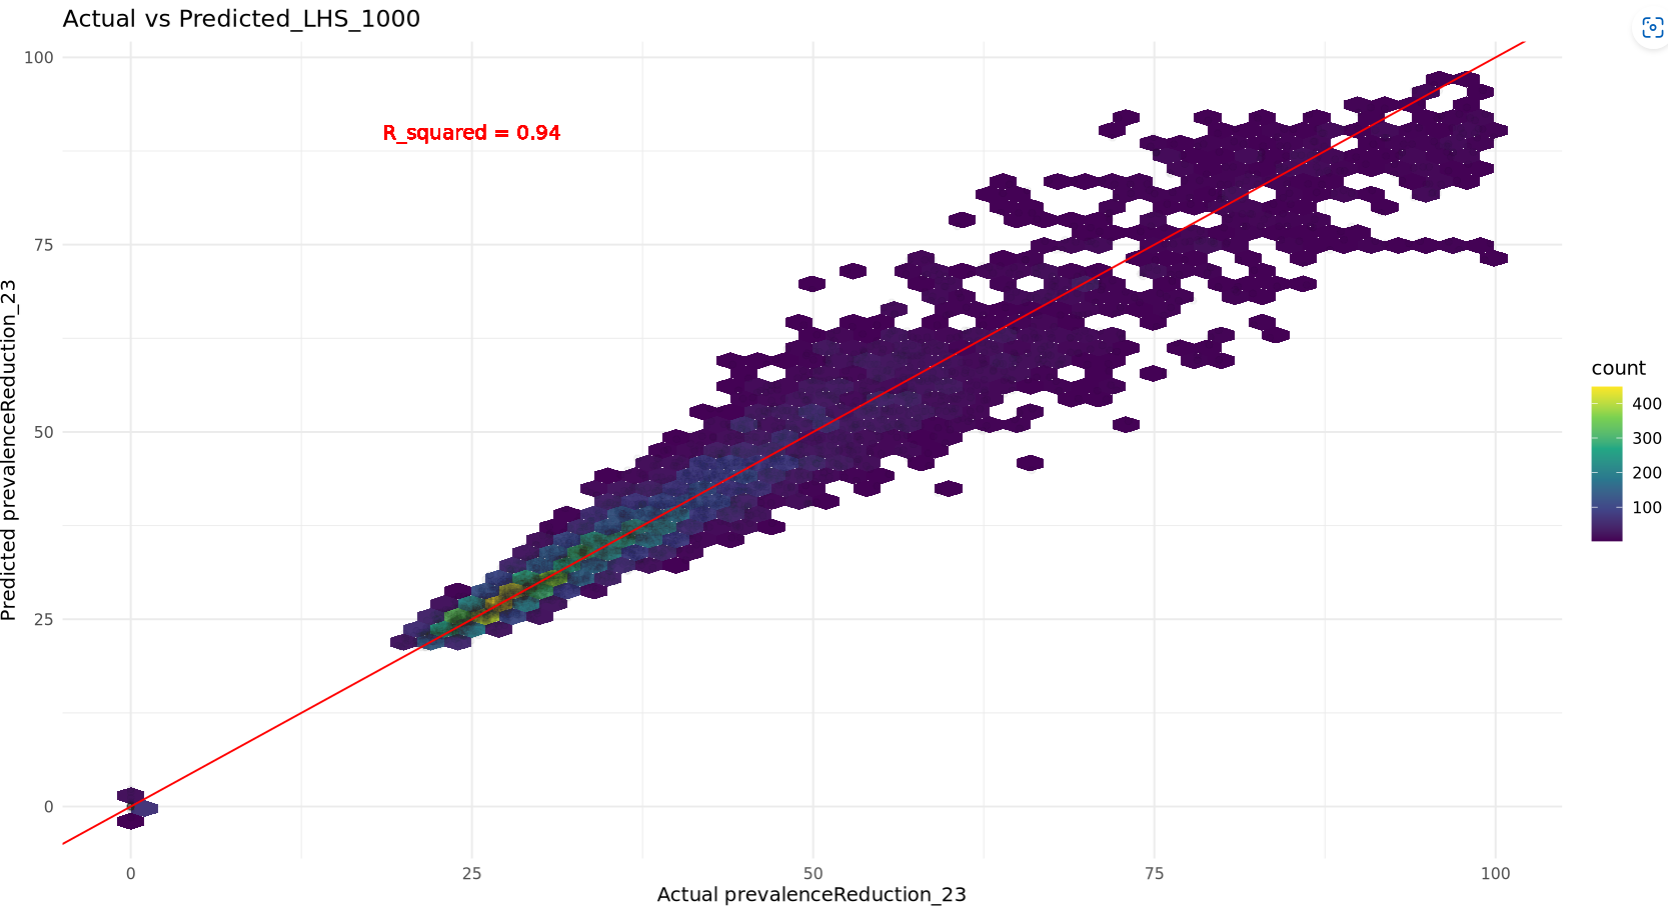 Actual vs Predicted_LHS_1000
100
75
50
25
0
Predicted prevalenceReduction_23
R_squared = 0.94
count
400
300
200
100
0
25
50
75
100
Actual prevalenceReduction_23